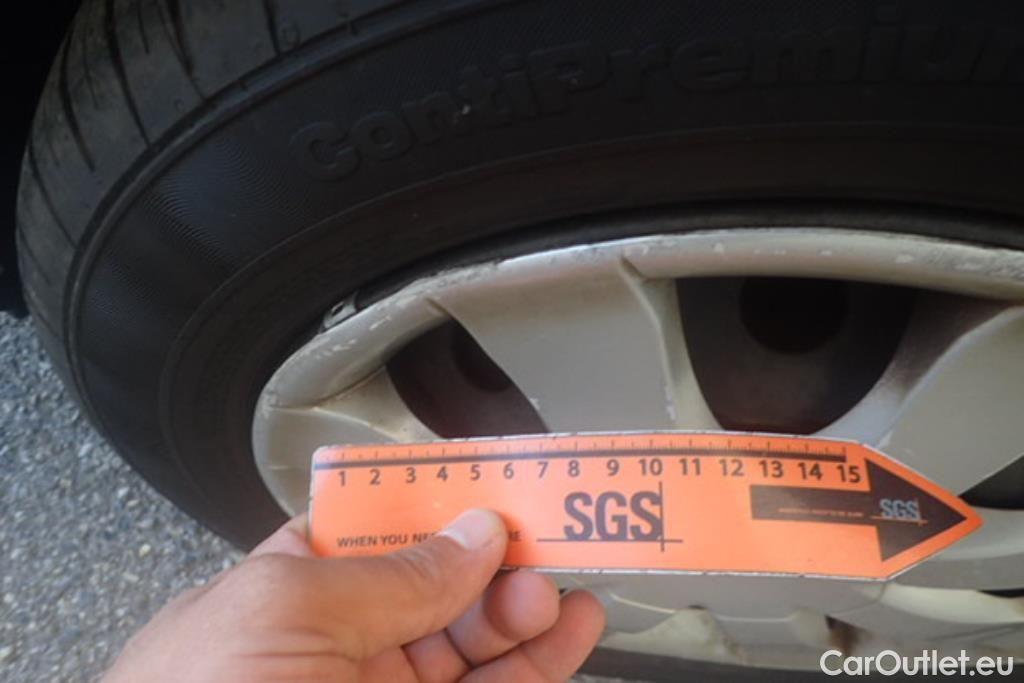 ContiPremium
1 2 3 4 5 6 7 8 9 10 11 12 13 14 15
SGS
SGS
WHEN YOU
CarOutlet.eu